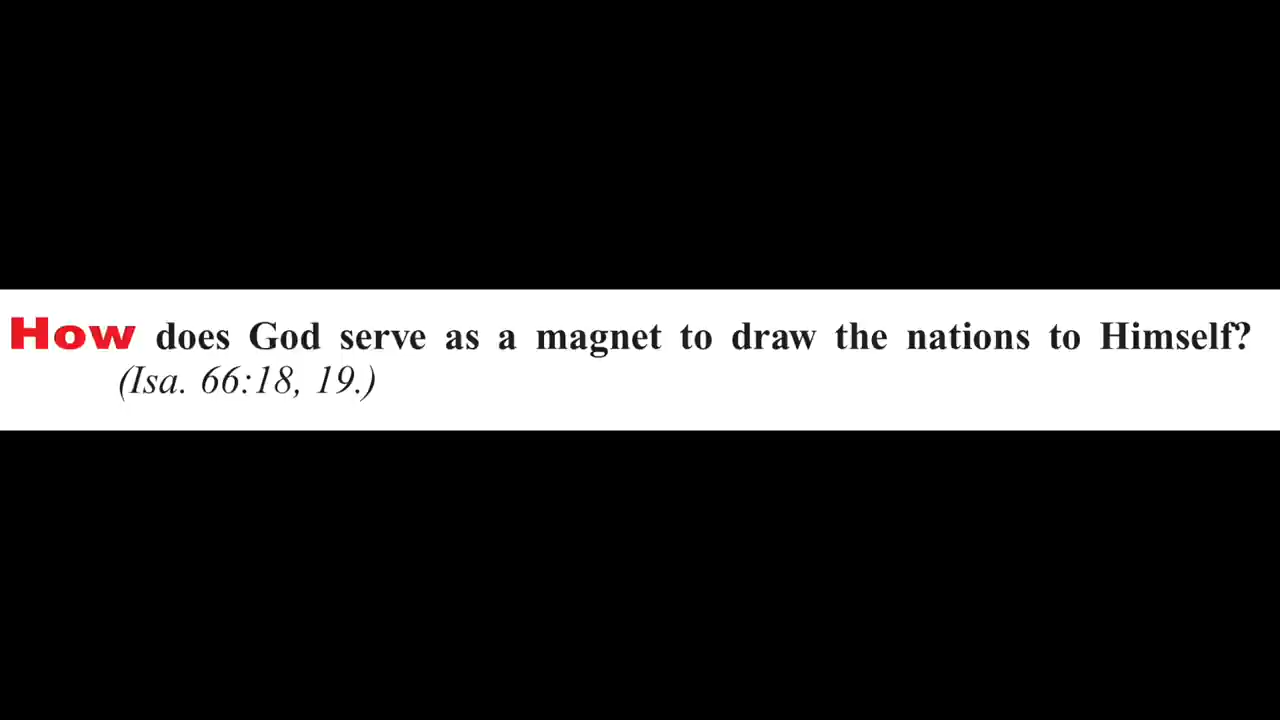 How does God serve as a magnet to draw the nations to Himself?
(Isa. 66:18, 19.)